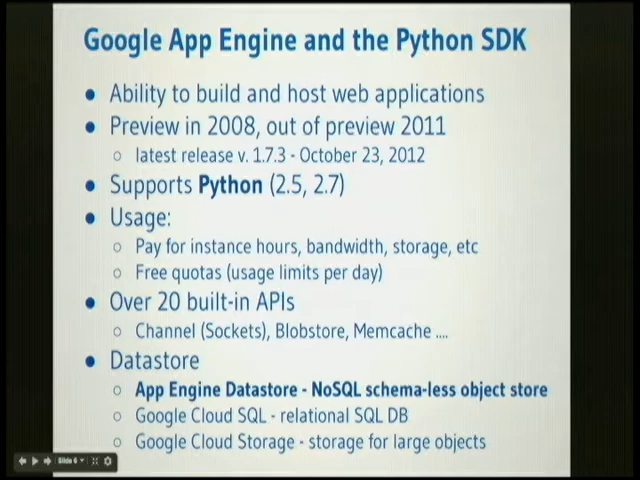 Google App Engine and the Python SDK
● Ability to build and host web applications
● Preview in 2008, out of preview 2011
○ latest release v. 1.7.3 - October 23, 2012
● Supports Python (2.5, 2.7)
● Usage:
○ Pay for instance hours, bandwidth, storage, etc
○ Free quotas (usage limits per day)
● Over 20 built-in APIs
○ Channel (Sockets), Blobstore, Memcache ....
● Datastore
○ App Engine Datastore - NoSQL schema-less object store
○ Google Cloud SQL - relational SQL DB
○ Google Cloud Storage - storage for large objects
Slide 6